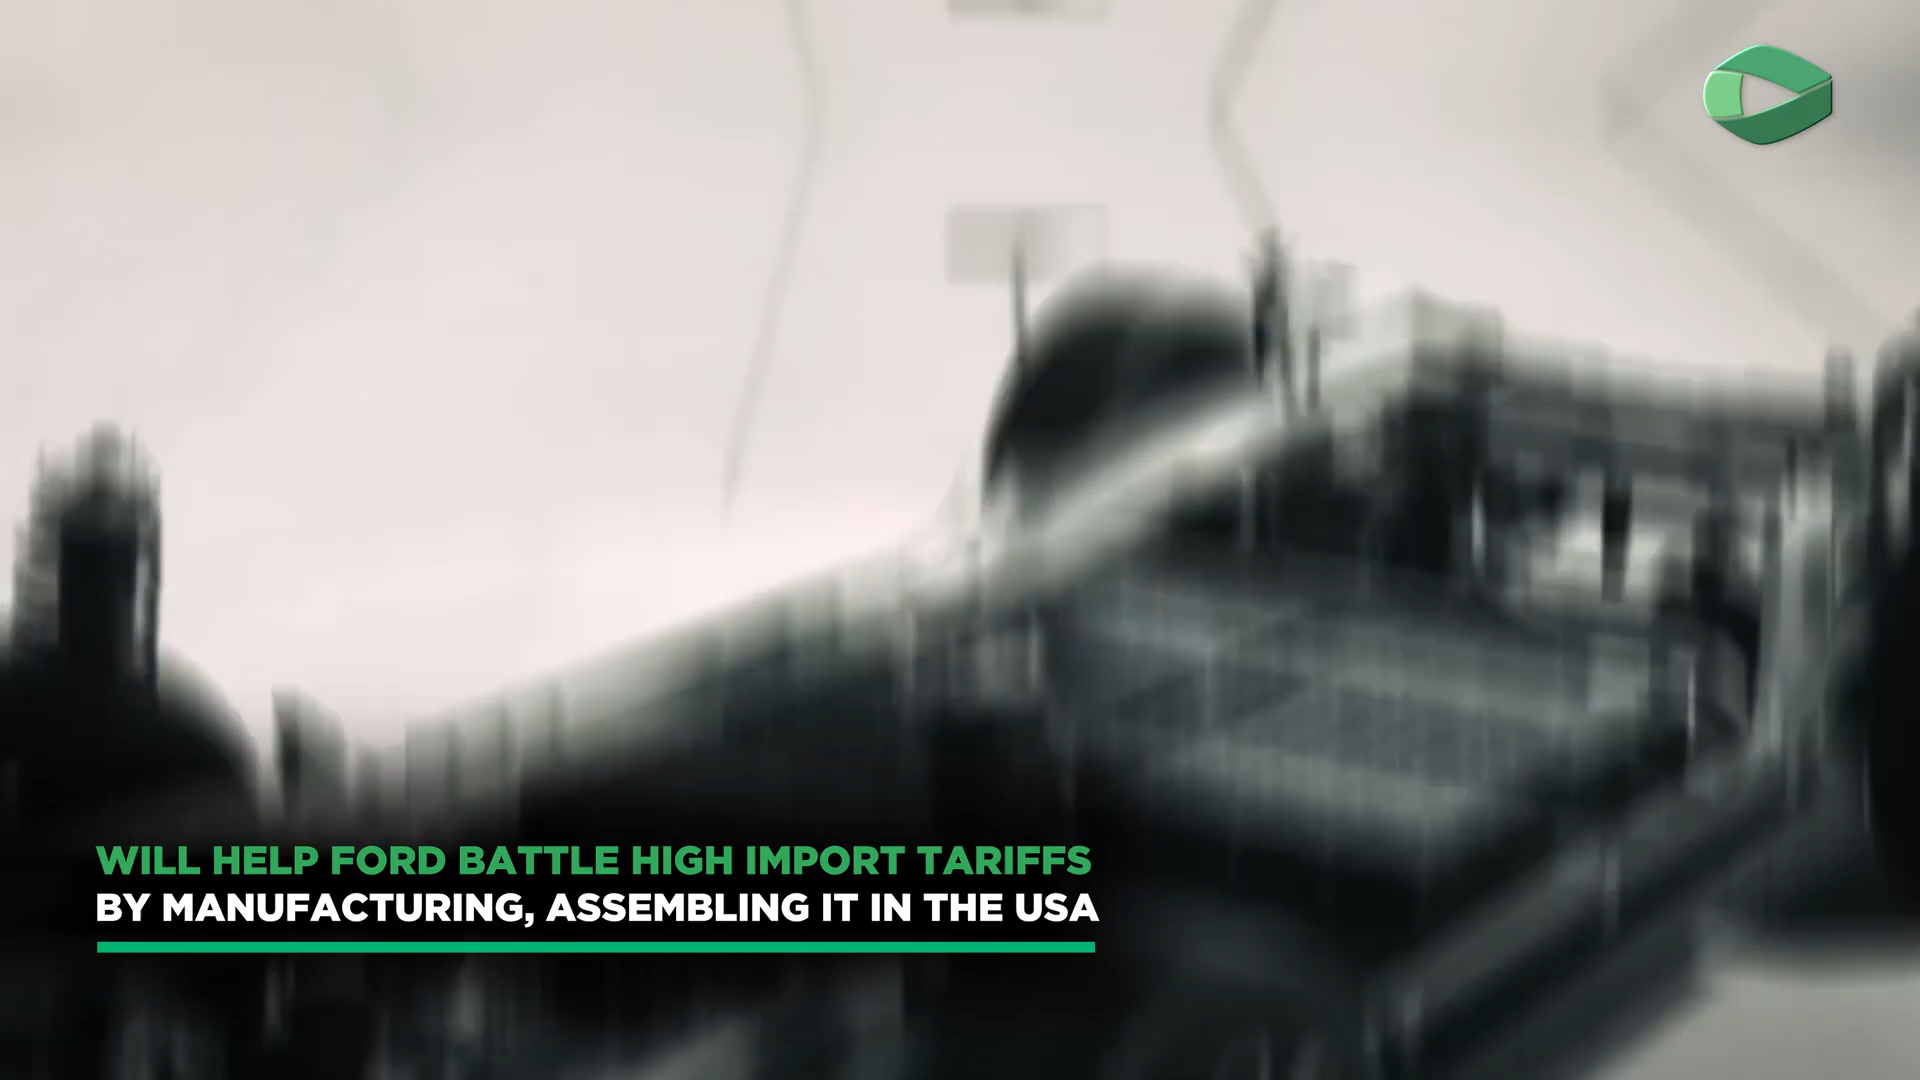 WILL HELP FORD BATTLE HIGH IMPORT TARIFFS
BY MANUFACTURING, ASSEMBLING IT IN THE USA